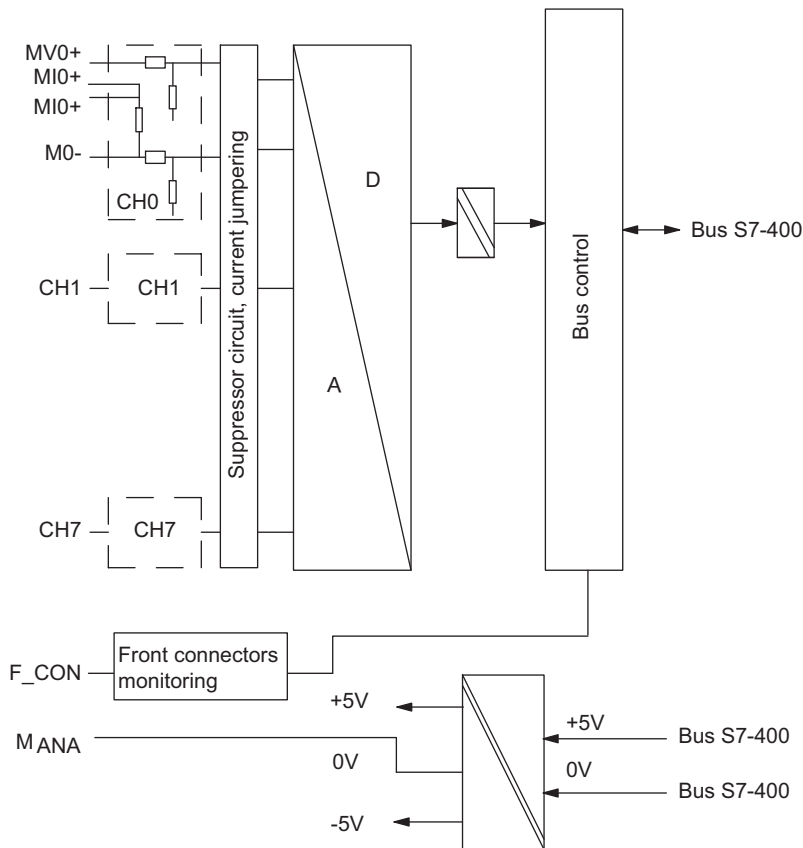 MV0+
MI0+
MI0+
M0-
CH0
CH1
CH1
CH7
CH7
Suppressor circuit, current jumpering
D
A
Bus control
Bus S7-400
F_CON
Front connectors
monitoring
MANA
+5V
0V
-5V
+5V
0V
Bus S7-400
Bus S7-400